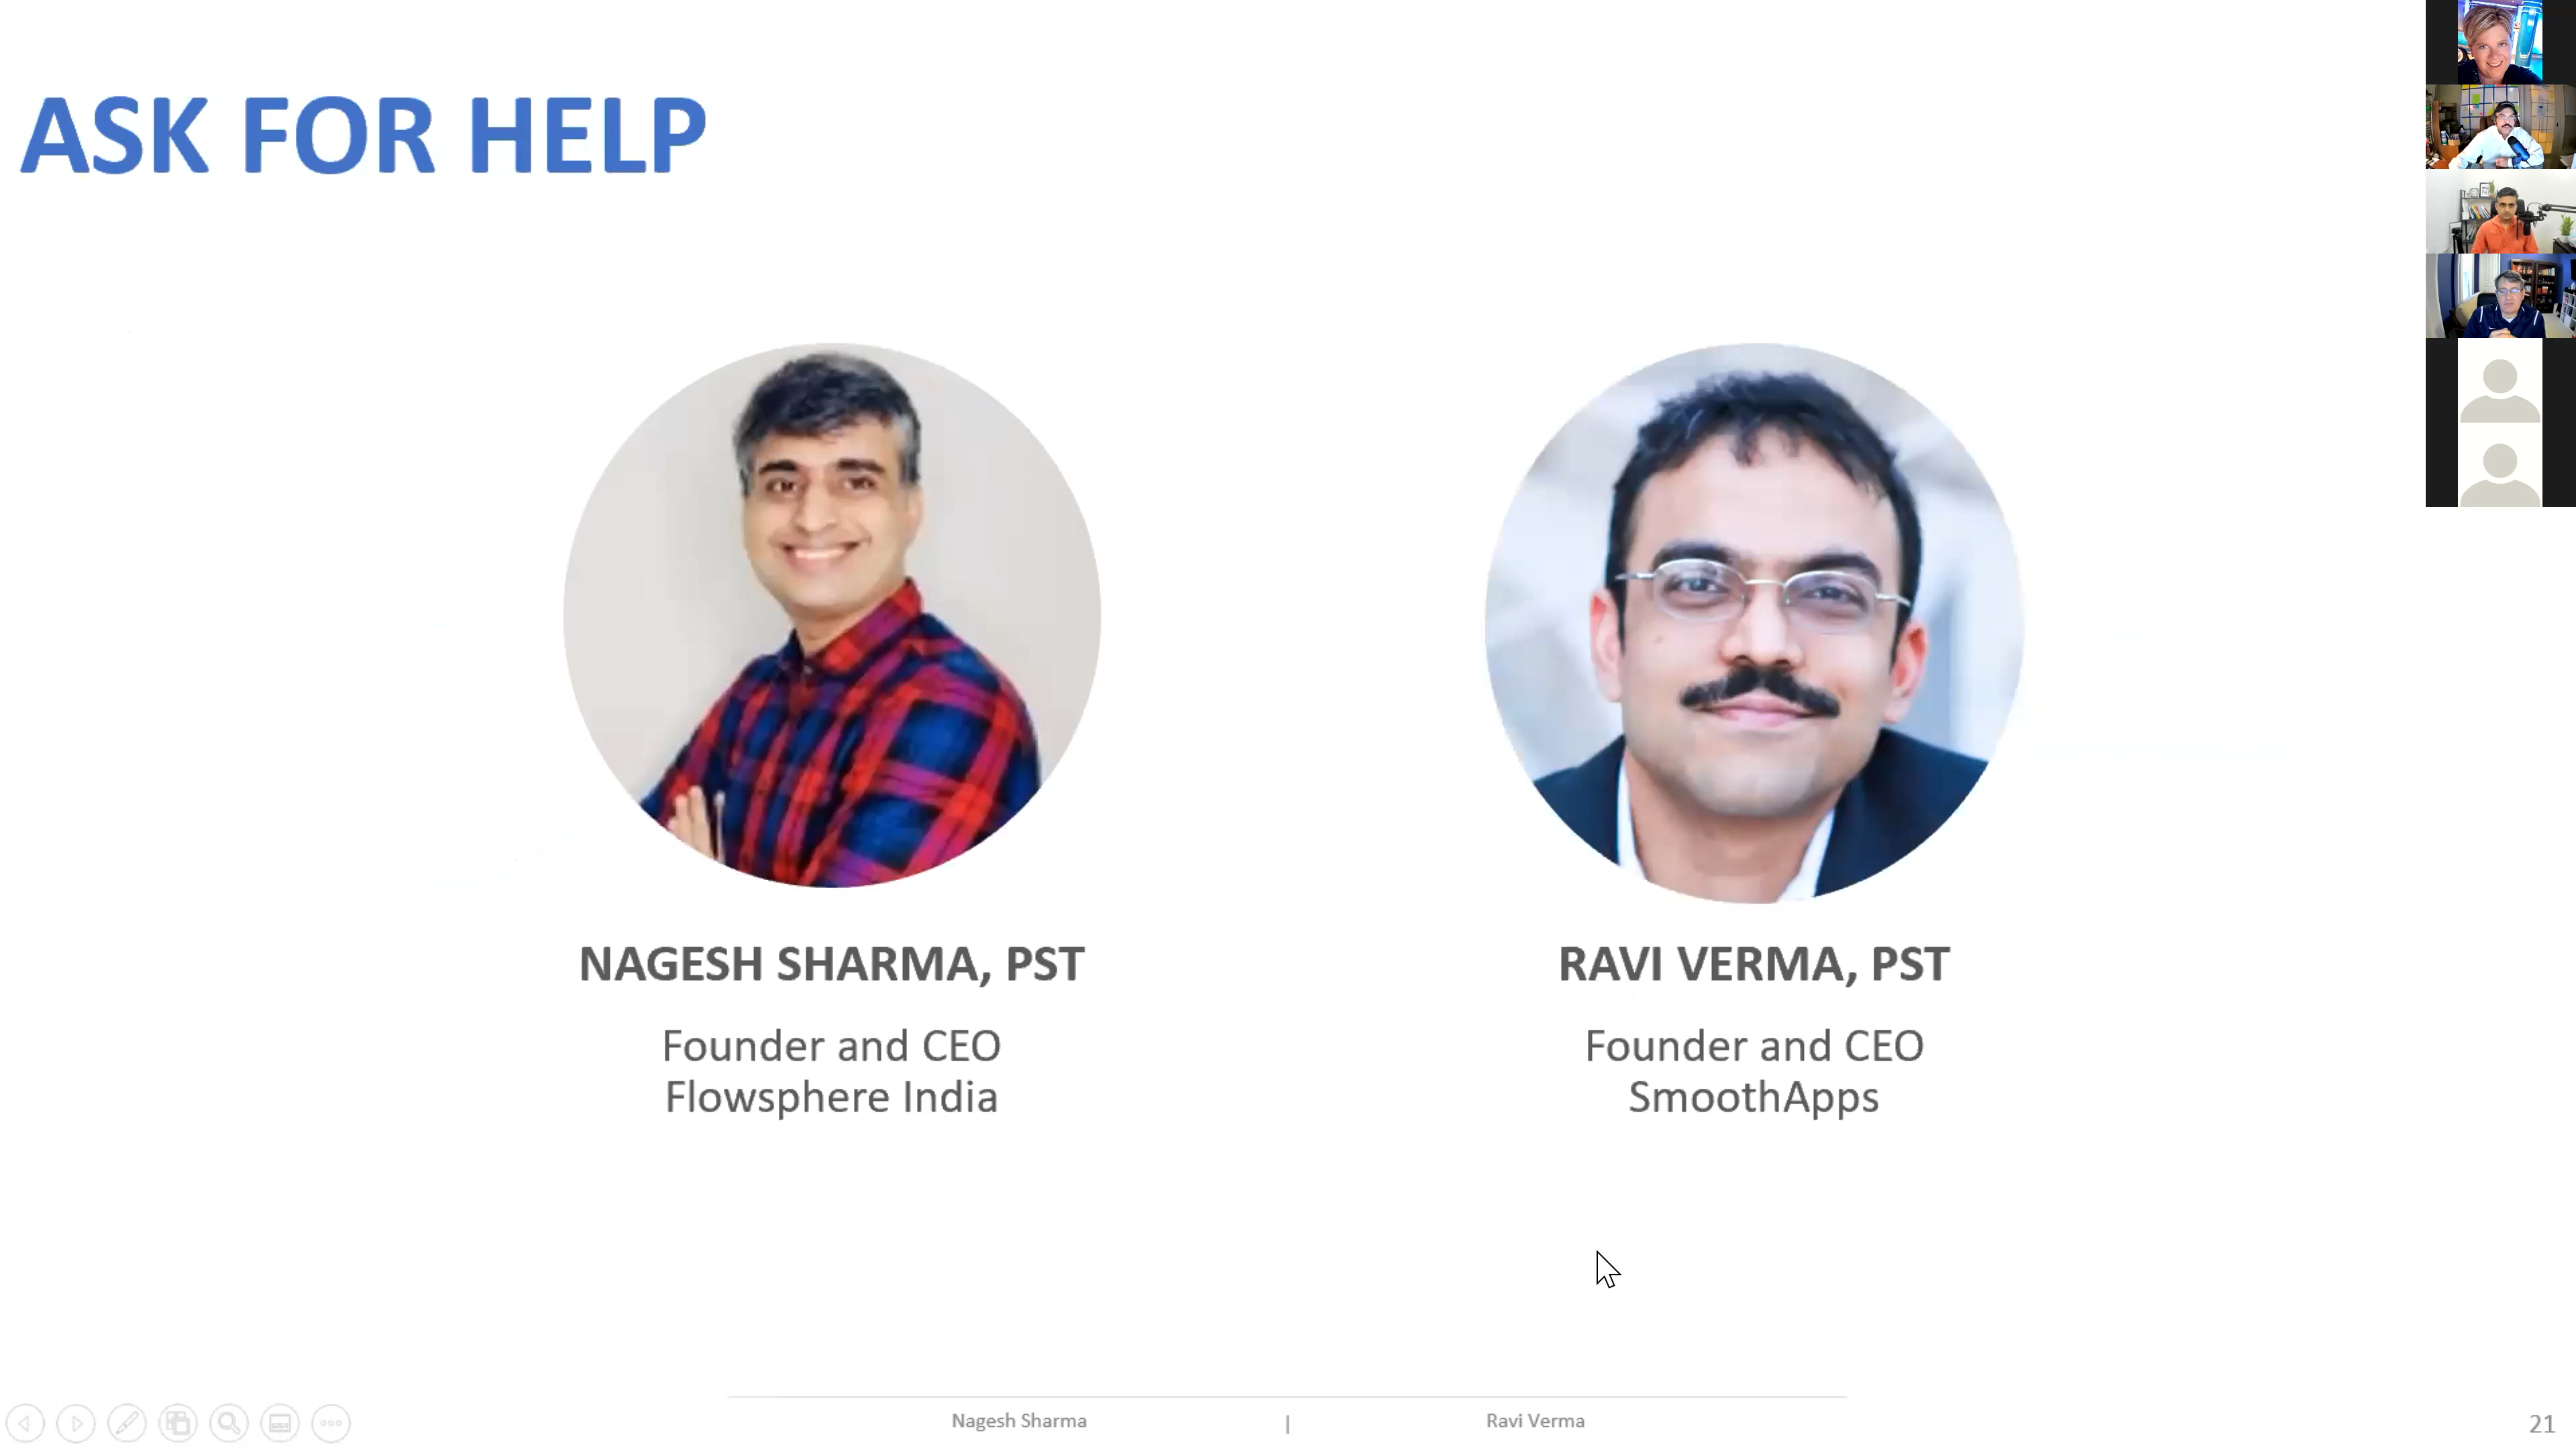 ASK FOR HELP
NAGESH SHARMA, PST
Founder and CEO
Flowsphere India
RAVI VERMA, PST
Founder and CEO
SmoothApps
Nagesh Sharma | Ravi Verma
21